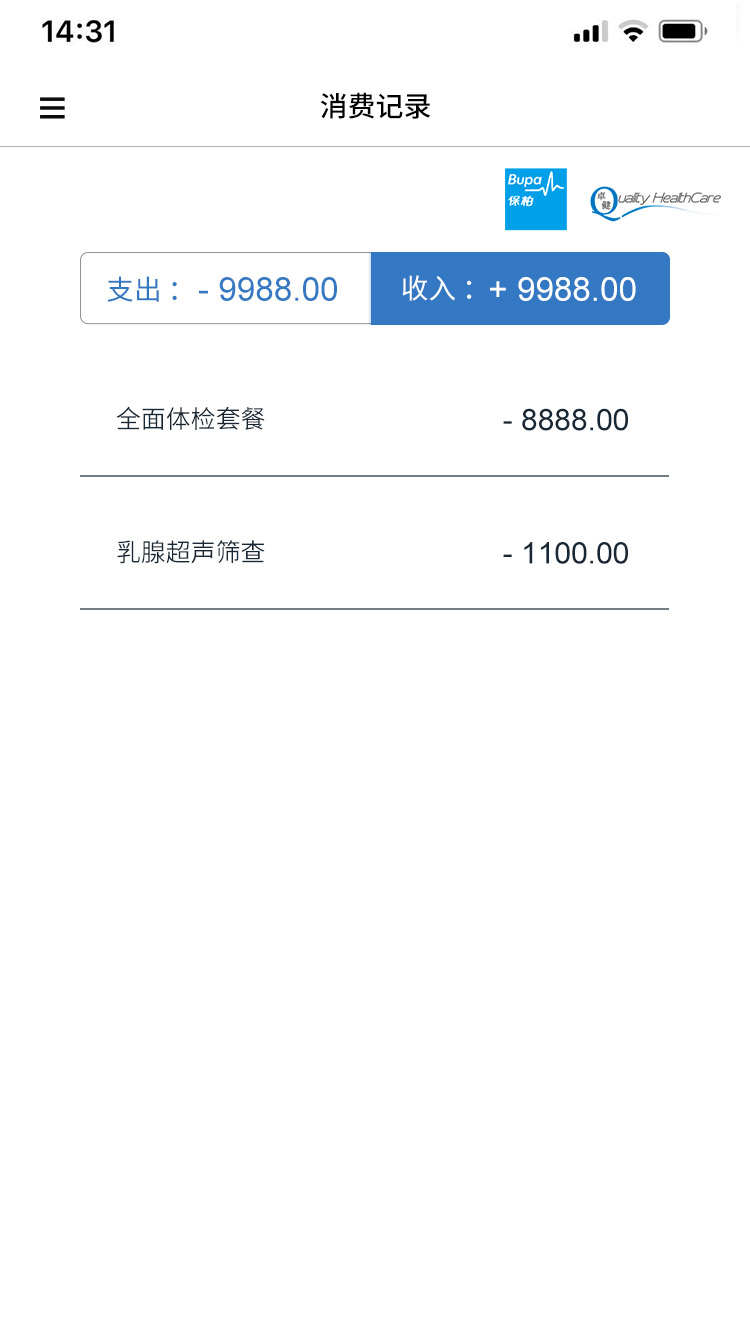 14:31
消费记录
Bupa
保柏
卓健
Quality HealthCare
支出： - 9988.00
收入： + 9988.00
全面体检套餐 - 8888.00
乳腺超声筛查 - 1100.00